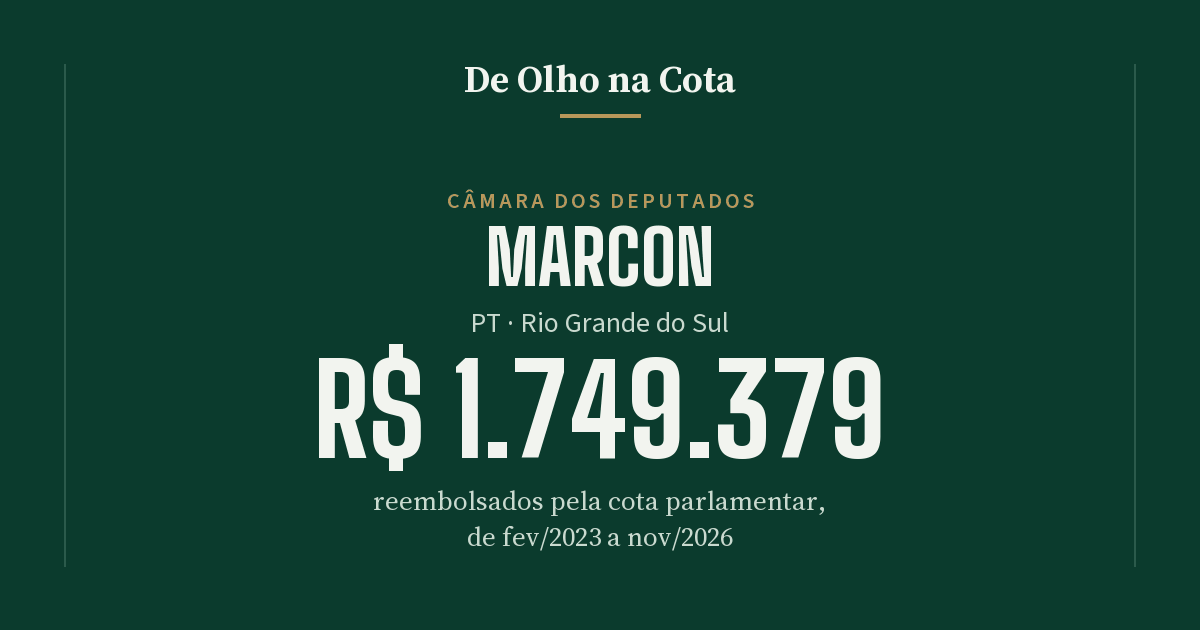 De Olho na Cota
CÂMARA DOS DEPUTADOS
MARCON
PT · Rio Grande do Sul
R$ 1.749.379
reembolsados pela cota parlamentar,
de fev/2023 a nov/2026